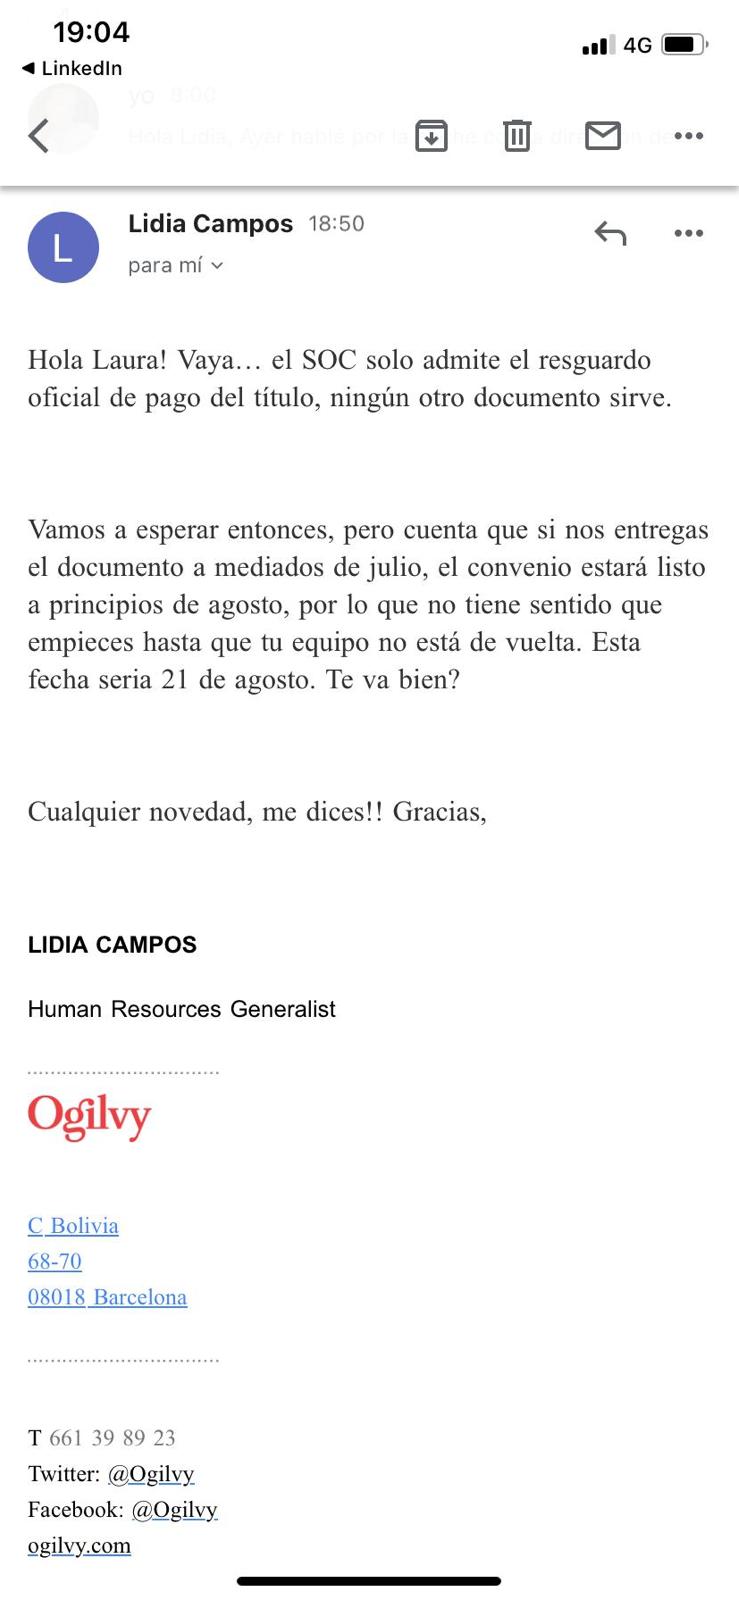 19:04
4G
◀ LinkedIn
yo 8:00
Hola Lidia, Ayer hablé por la
Lidia Campos 18:50
L
para mí
Hola Laura! Vaya… el SOC solo admite el resguardo
oficial de pago del título, ningún otro documento sirve.
Vamos a esperar entonces, pero cuenta que si nos entregas
el documento a mediados de julio, el convenio estará listo
a principios de agosto, por lo que no tiene sentido que
empieces hasta que tu equipo no está de vuelta. Esta
fecha seria 21 de agosto. Te va bien?
Cualquier novedad, me dices!! Gracias,
LIDIA CAMPOS
Human Resources Generalist
Ogilvy
C Bolivia
68-70
08018 Barcelona
T 661 39 89 23
Twitter: @Ogilvy
Facebook: @Ogilvy
ogilvy.com